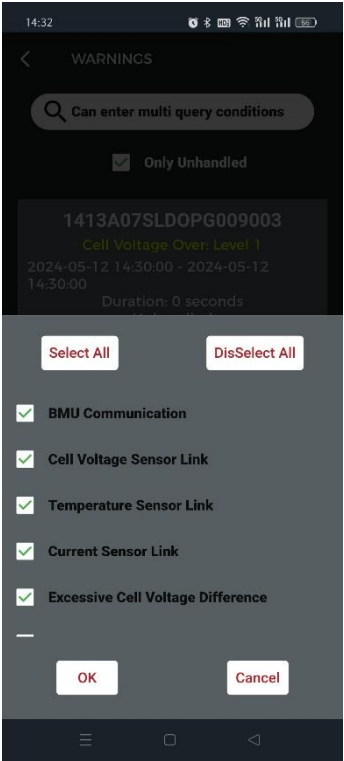 14:32
WARNINGS
Can enter multi query conditions
Only Unhandled
1413A07SLDOPG009003
Cell Voltage Over: Level 1
2024-05-12 14:30:00 - 2024-05-12
14:30:00
Duration: 0 seconds
Select All
DisSelect All
BMU Communication
Cell Voltage Sensor Link
Temperature Sensor Link
Current Sensor Link
Excessive Cell Voltage Difference
OK
Cancel